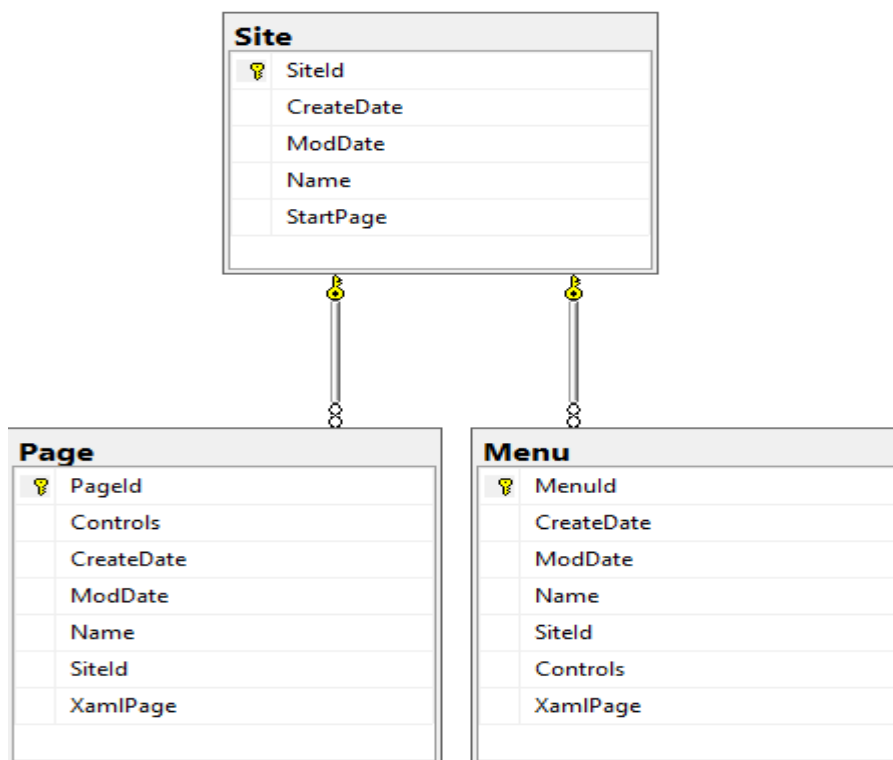 Site
SiteId
CreateDate
ModDate
Name
StartPage
Page
PageId
Controls
CreateDate
ModDate
Name
SiteId
XamlPage
Menu
MenuId
CreateDate
ModDate
Name
SiteId
Controls
XamlPage